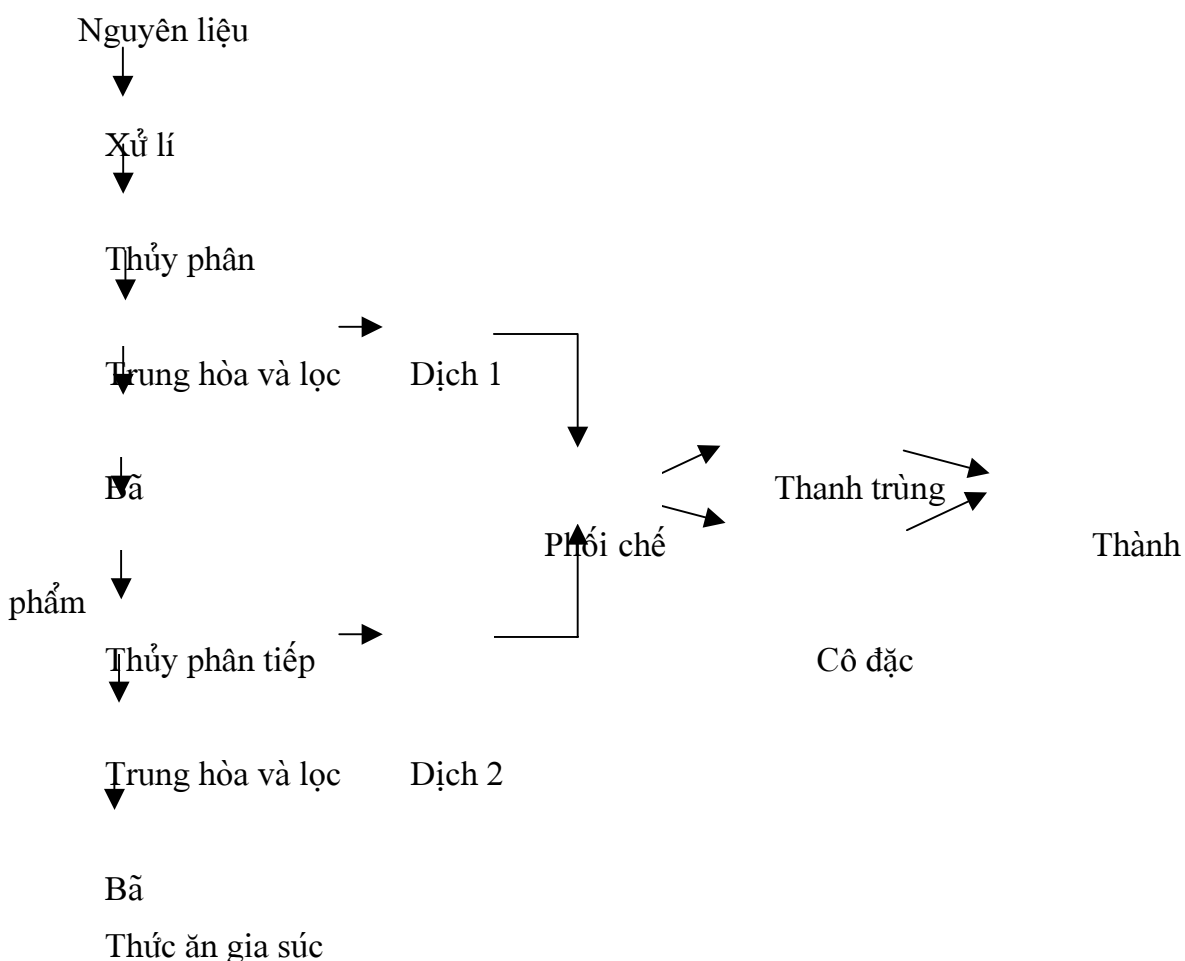 Nguyên liệu
Xử lí
Thủy phân
Trung hòa và lọc Dịch 1
Bã Thanh trùng
Phối chế Thành
phẩm
Thủy phân tiếp Cô đặc
Trung hòa và lọc Dịch 2
Bã
Thức ăn gia súc